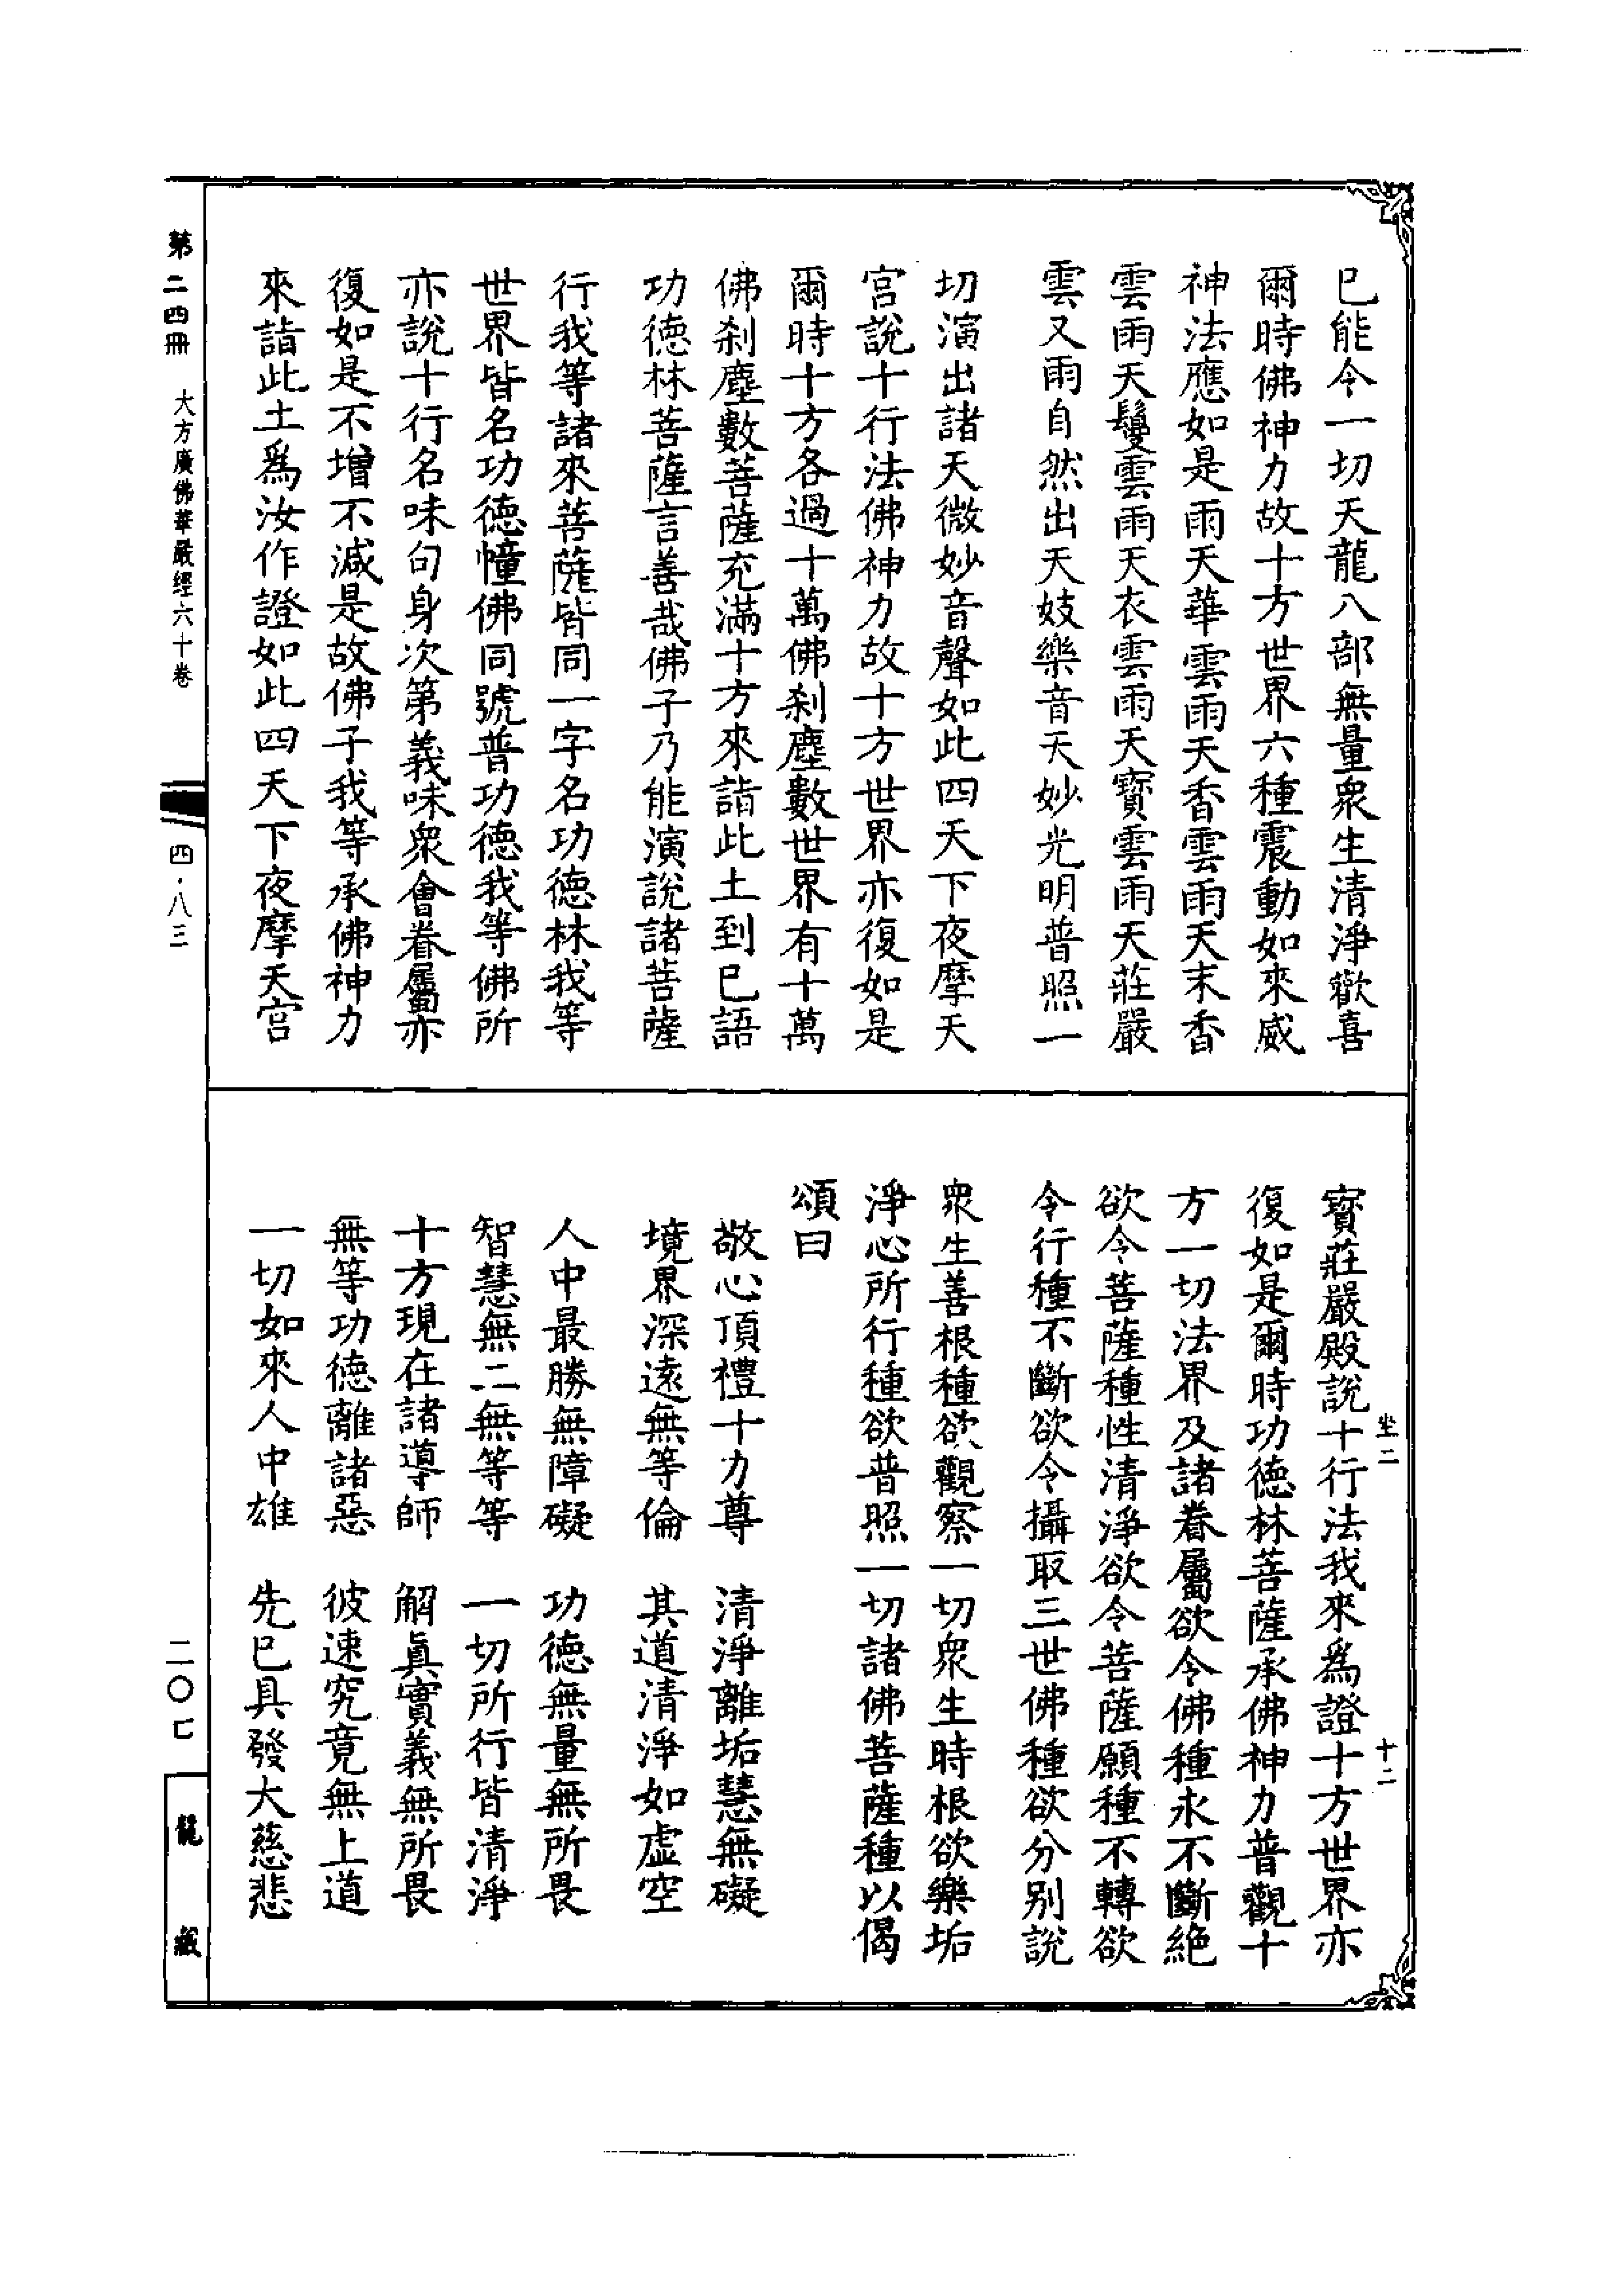 已能令一切天龍八部無量衆生清淨歡喜
爾時佛神力故十方世界六種震動如來威
神法應如是雨天華雲雨天香雲雨天末香
雲雨天鬘雲雨天衣雲雨天寶雲雨天莊嚴
雲又雨自然出天妓樂音天妙光明普照一
切演出諸天微妙音聲如此四天下夜摩天
宫說十行法佛神力故十方世界亦復如是
爾時十方各過十萬佛刹塵數世界有十萬
佛刹塵數菩薩充滿十方來詣此土到已語
功德林菩薩言善哉佛子乃能演說諸菩薩
行我等諸來菩薩皆同一字名功德林我等
世界皆名功德幢佛同號普功德我等佛所
亦說十行名味句身次第義味衆會眷屬亦
復如是不增不減是故佛子我等承佛神力
來詣此土爲汝作證如此四天下夜摩天宫
寶莊嚴殿說十行法我來爲證十方世界亦
復如是爾時功德林菩薩承佛神力普觀十
方一切法界及諸眷屬欲令佛種永不斷絶
欲令菩薩種性清淨欲令菩薩願種不轉欲
令行種不斷欲令攝取三世佛種欲分别說
衆生善根種欲觀察一切衆生時根欲樂垢
淨心所行種欲普照一切諸佛菩薩種以偈
頌曰
敬心頂禮十力尊　清淨離垢慧無礙
境界深遠無等倫　其道清淨如虚空
人中最勝無障礙　功德無量無所畏
智慧無二無等等　一切所行皆清淨
十方現在諸導師　解眞實義無所畏
無等功德離諸惡　彼速究竟無上道
一切如來人中雄　先已具發大慈悲
坐二
十二
第二四冊　大方廣佛華嚴經六十卷
四·八三
二〇七
龍藏